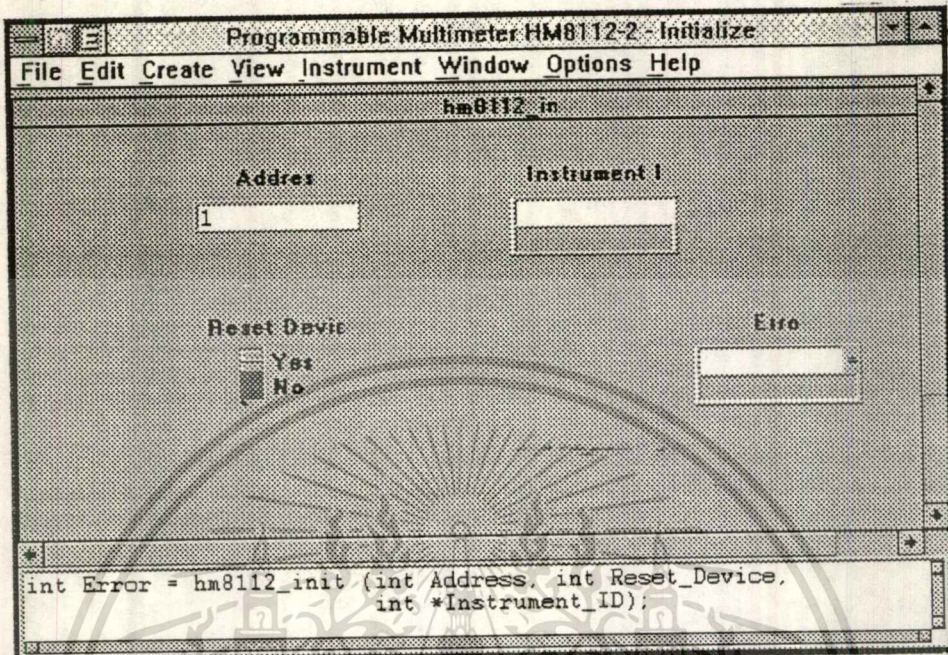 Programmable Multimeter HM8112-2 - Initialize
File Edit Create View Instrument Window Options Help
hm8112_in
Addres
Instrument I
1
Reset Devic
Erro
Yes
No
int Error = hm8112_init (int Address, int Reset_Device,
int *Instrument_ID);